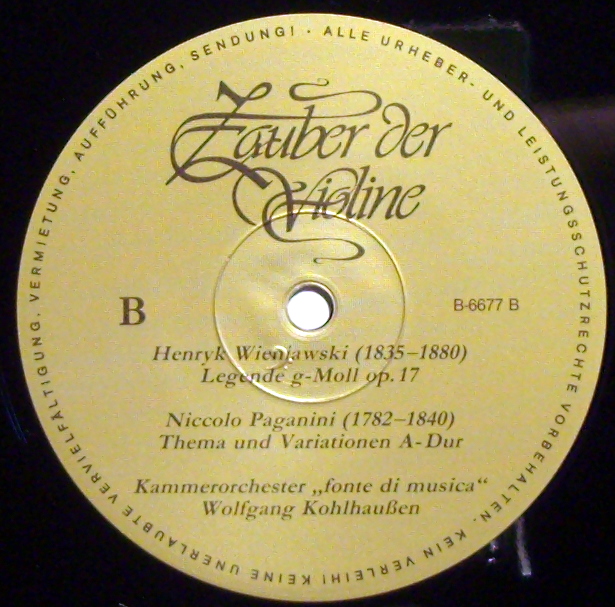 ALLE URHEBER- UND LEISTUNGSSCHUTZRECHTE VORBEHALTEN. KEIN VERLEIH! KEINE UNERLAUBTE VERVIELFÄLTIGUNG, VERMIETUNG, AUFFÜHRUNG, SENDUNG! ·
Zauber der
Violine
B
B-6677 B
Henryk Wieniawski (1835–1880)
Legende g-Moll op. 17
Niccolo Paganini (1782–1840)
Thema und Variationen A-Dur
Kammerorchester „fonte di musica“
Wolfgang Kohlhaußen